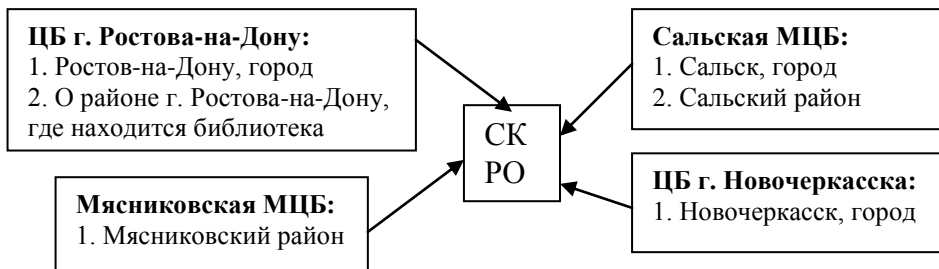 ЦБ г. Ростова-на-Дону:
1. Ростов-на-Дону, город
2. О районе г. Ростова-на-Дону,
где находится библиотека
Сальская МЦБ:
1. Сальск, город
2. Сальский район
СК
РО
Мясниковская МЦБ:
1. Мясниковский район
ЦБ г. Новочеркасска:
1. Новочеркасск, город